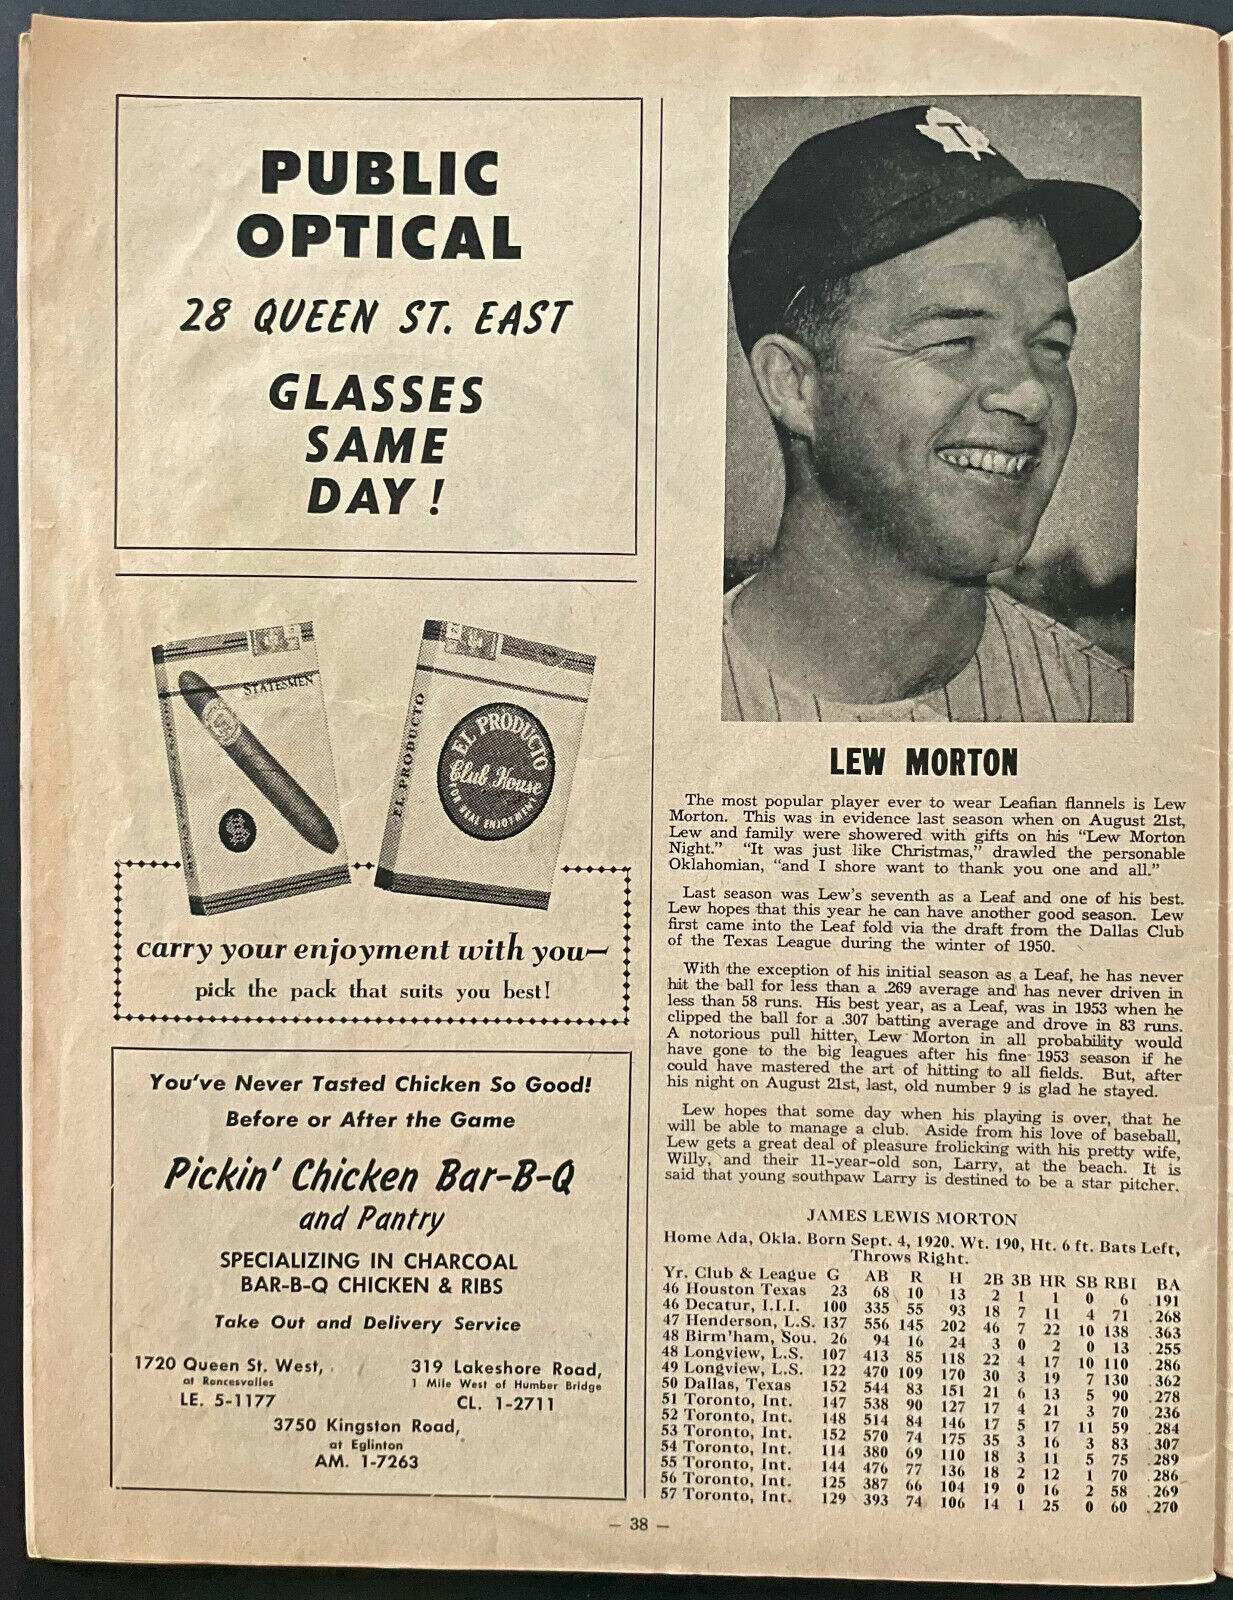 PUBLIC
OPTICAL
28 QUEEN ST. EAST
GLASSES
SAME
DAY!
STATESMEN
EL PRODUCTO
EL PRODUCTO
Club House
FOR REAL ENJOYMENT
carry your enjoyment with you—
pick the pack that suits you best!
You've Never Tasted Chicken So Good!
Before or After the Game
Pickin' Chicken Bar-B-Q
and Pantry
SPECIALIZING IN CHARCOAL
BAR-B-Q CHICKEN & RIBS
Take Out and Delivery Service
1720 Queen St. West,
at Roncesvalles
LE. 5-1177
319 Lakeshore Road,
1 Mile West of Humber Bridge
CL. 1-2711
3750 Kingston Road,
at Eglinton
AM. 1-7263
T
LEW MORTON
The most popular player ever to wear Leafian flannels is Lew
Morton. This was in evidence last season when on August 21st,
Lew and family were showered with gifts on his "Lew Morton
Night." "It was just like Christmas," drawled the personable
Oklahomian, "and I shore want to thank you one and all."
Last season was Lew's seventh as a Leaf and one of his best.
Lew hopes that this year he can have another good season. Lew
first came into the Leaf fold via the draft from the Dallas Club
of the Texas League during the winter of 1950.
With the exception of his initial season as a Leaf, he has never
hit the ball for less than a .269 average and has never driven in
less than 58 runs. His best year, as a Leaf, was in 1953 when he
clipped the ball for a .307 batting average and drove in 83 runs.
A notorious pull hitter, Lew Morton in all probability would
have gone to the big leagues after his fine 1953 season if he
could have mastered the art of hitting to all fields. But, after
his night on August 21st, last, old number 9 is glad he stayed.
Lew hopes that some day when his playing is over, that he
will be able to manage a club. Aside from his love of baseball,
Lew gets a great deal of pleasure frolicking with his pretty wife,
Willy, and their 11-year-old son, Larry, at the beach. It is
said that young southpaw Larry is destined to be a star pitcher.
JAMES LEWIS MORTON
Home Ada, Okla. Born Sept. 4, 1920. Wt. 190, Ht. 6 ft. Bats Left,
Throws Right.
Yr. Club & League G AB R H 2B 3B HR SB RBI BA
46 Houston Texas 23 68 10 13 2 1 1 0 6 .191
46 Decatur, I.I.I. 100 335 55 93 18 7 11 4 71 .268
47 Henderson, L.S. 137 556 145 202 46 7 22 10 138 .363
48 Birm'ham, Sou. 26 94 16 24 3 0 2 0 13 .255
48 Longview, L.S. 107 413 85 118 22 4 17 10 110 .286
49 Longview, L.S. 122 470 109 170 30 3 19 7 130 .362
50 Dallas, Texas 152 544 83 151 21 6 13 5 90 .278
51 Toronto, Int. 147 538 90 127 17 4 21 3 70 .236
52 Toronto, Int. 148 514 84 146 17 5 17 11 59 .284
53 Toronto, Int. 152 570 74 175 35 3 16 3 83 .307
54 Toronto, Int. 114 380 69 110 18 3 11 5 75 .289
55 Toronto, Int. 144 476 77 136 18 2 12 1 70 .286
56 Toronto, Int. 125 387 66 104 19 0 16 2 58 .269
57 Toronto, Int. 129 393 74 106 14 1 25 0 60 .270
— 38 —